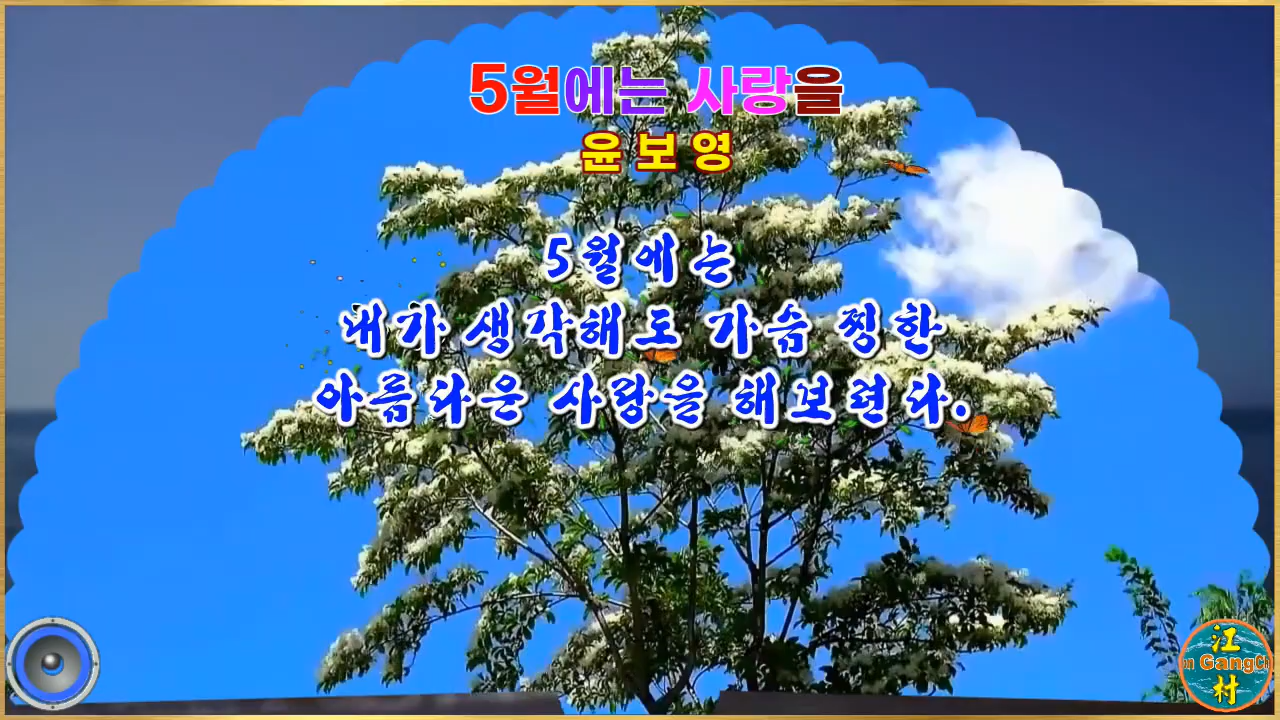 5월에는 사랑을
윤보영
5월에는
내가 생각해도 가슴 찡한
아름다운 사랑을 해보련다.
江
GangC
村